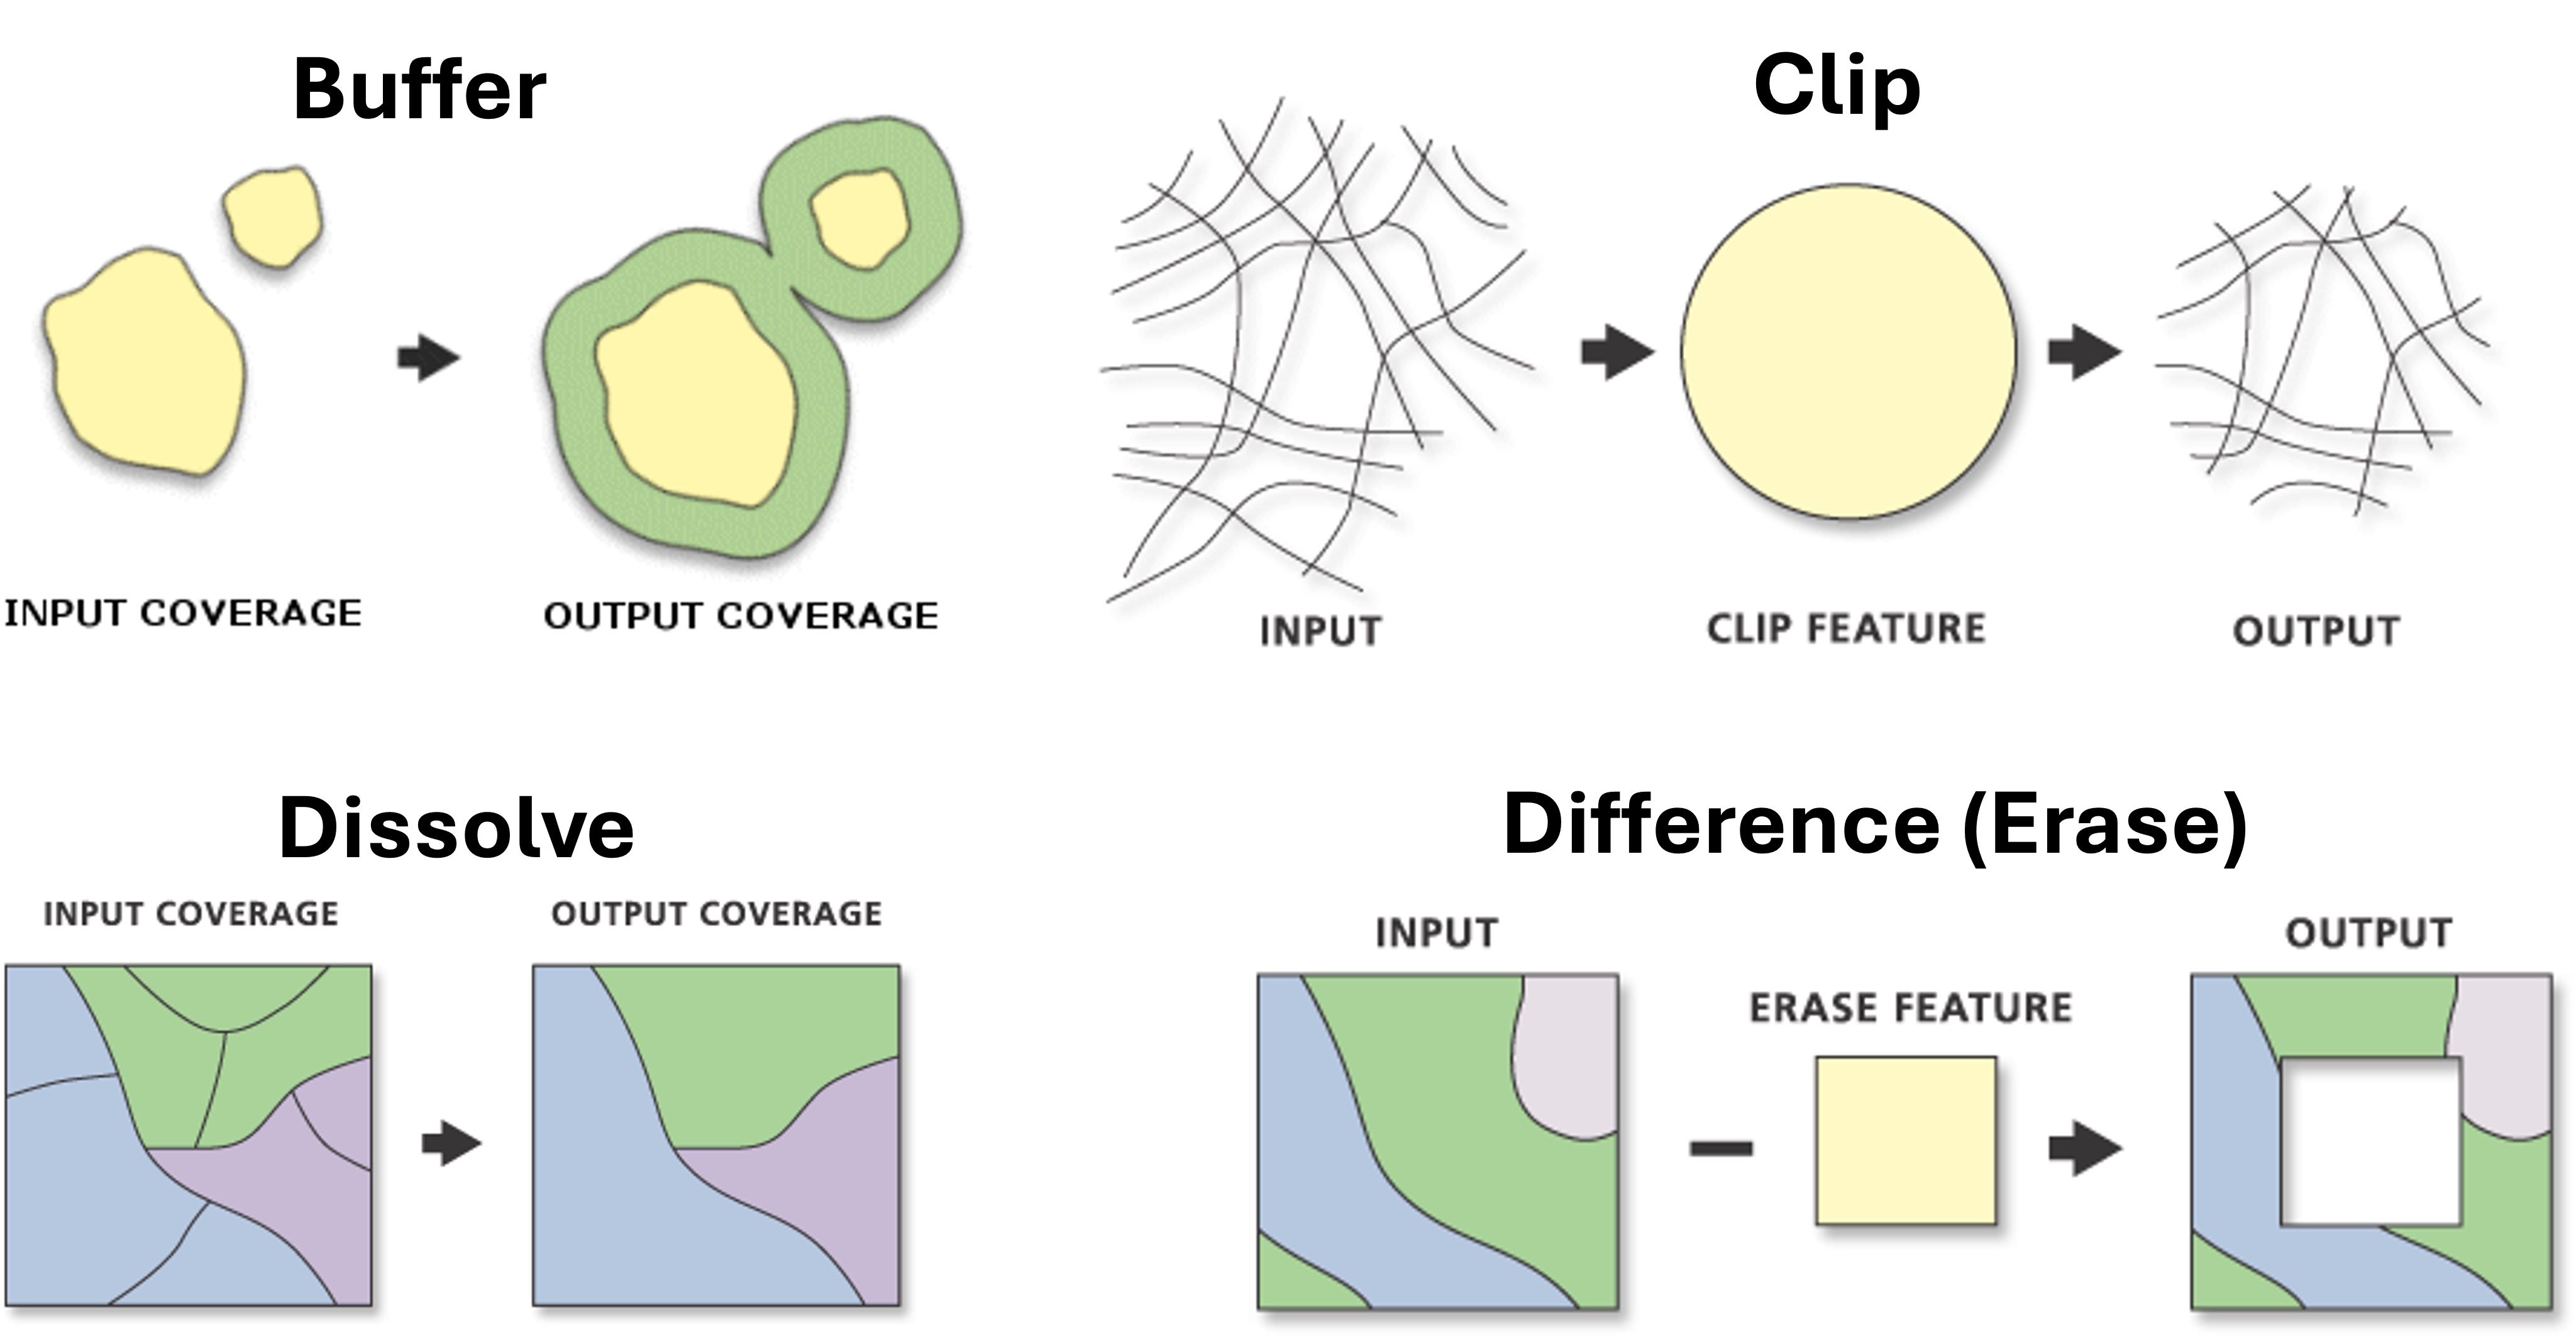 Buffer
INPUT COVERAGE
OUTPUT COVERAGE
Clip
INPUT
CLIP FEATURE
OUTPUT
Dissolve
INPUT COVERAGE
OUTPUT COVERAGE
Difference (Erase)
INPUT
ERASE FEATURE
OUTPUT